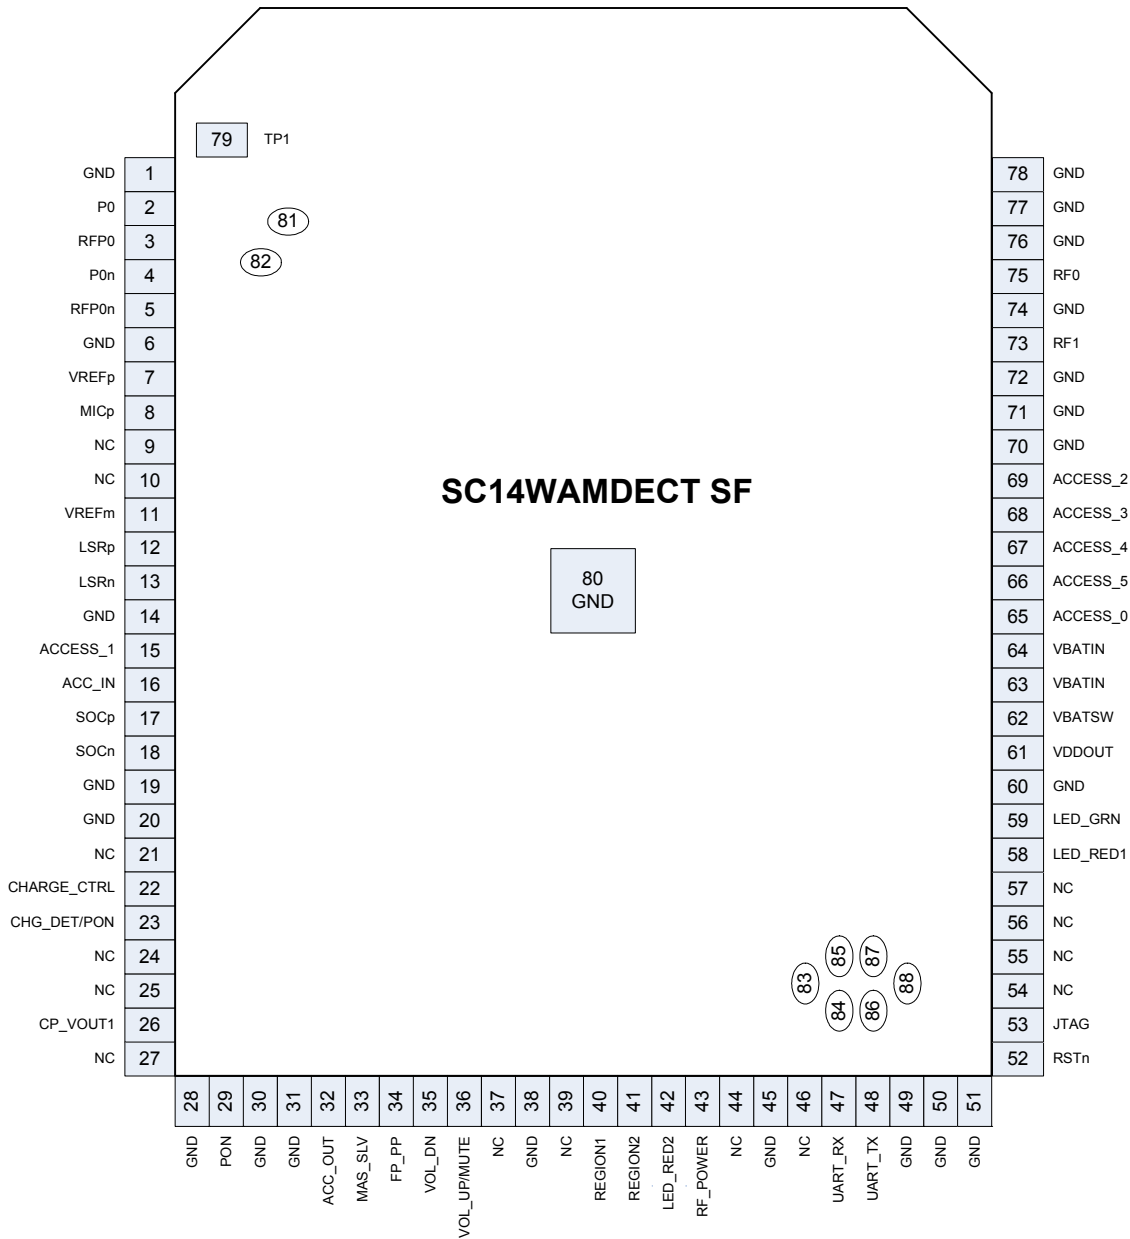 79 TP1
GND 1
P0 2
RFP0 3
P0n 4
RFP0n 5
GND 6
VREFp 7
MICp 8
NC 9
NC 10
VREFm 11
LSRp 12
LSRn 13
GND 14
ACCESS_1 15
ACC_IN 16
SOCp 17
SOCn 18
GND 19
GND 20
NC 21
CHARGE_CTRL 22
CHG_DET/PON 23
NC 24
NC 25
CP_VOUT1 26
NC 27
81
82
SC14WAMDECT SF
80
GND
78 GND
77 GND
76 GND
75 RF0
74 GND
73 RF1
72 GND
71 GND
70 GND
69 ACCESS_2
68 ACCESS_3
67 ACCESS_4
66 ACCESS_5
65 ACCESS_0
64 VBATIN
63 VBATIN
62 VBATSW
61 VDDOUT
60 GND
59 LED_GRN
58 LED_RED1
57 NC
56 NC
55 NC
54 NC
53 JTAG
52 RSTn
83
85
84
87
86
88
28 GND
29 PON
30 GND
31 GND
32 ACC_OUT
33 MAS_SLV
34 FP_PP
35 VOL_DN
36 VOL_UP/MUTE
37 NC
38 GND
39 NC
40 REGION1
41 REGION2
42 LED_RED2
43 RF_POWER
44 NC
45 GND
46 NC
47 UART_RX
48 UART_TX
49 GND
50 GND
51 GND